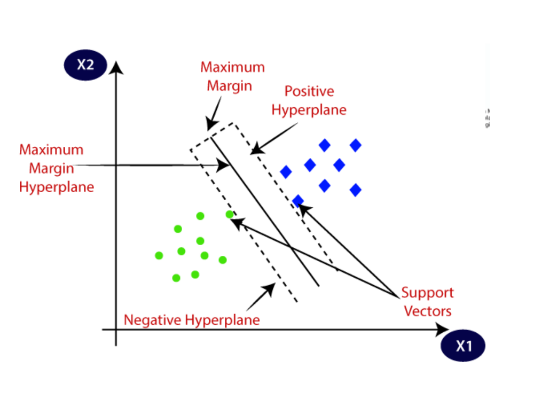 X2
Maximum
Margin
Positive
Hyperplane
Maximum
Margin
Hyperplane
Support
Vectors
Negative Hyperplane
X1